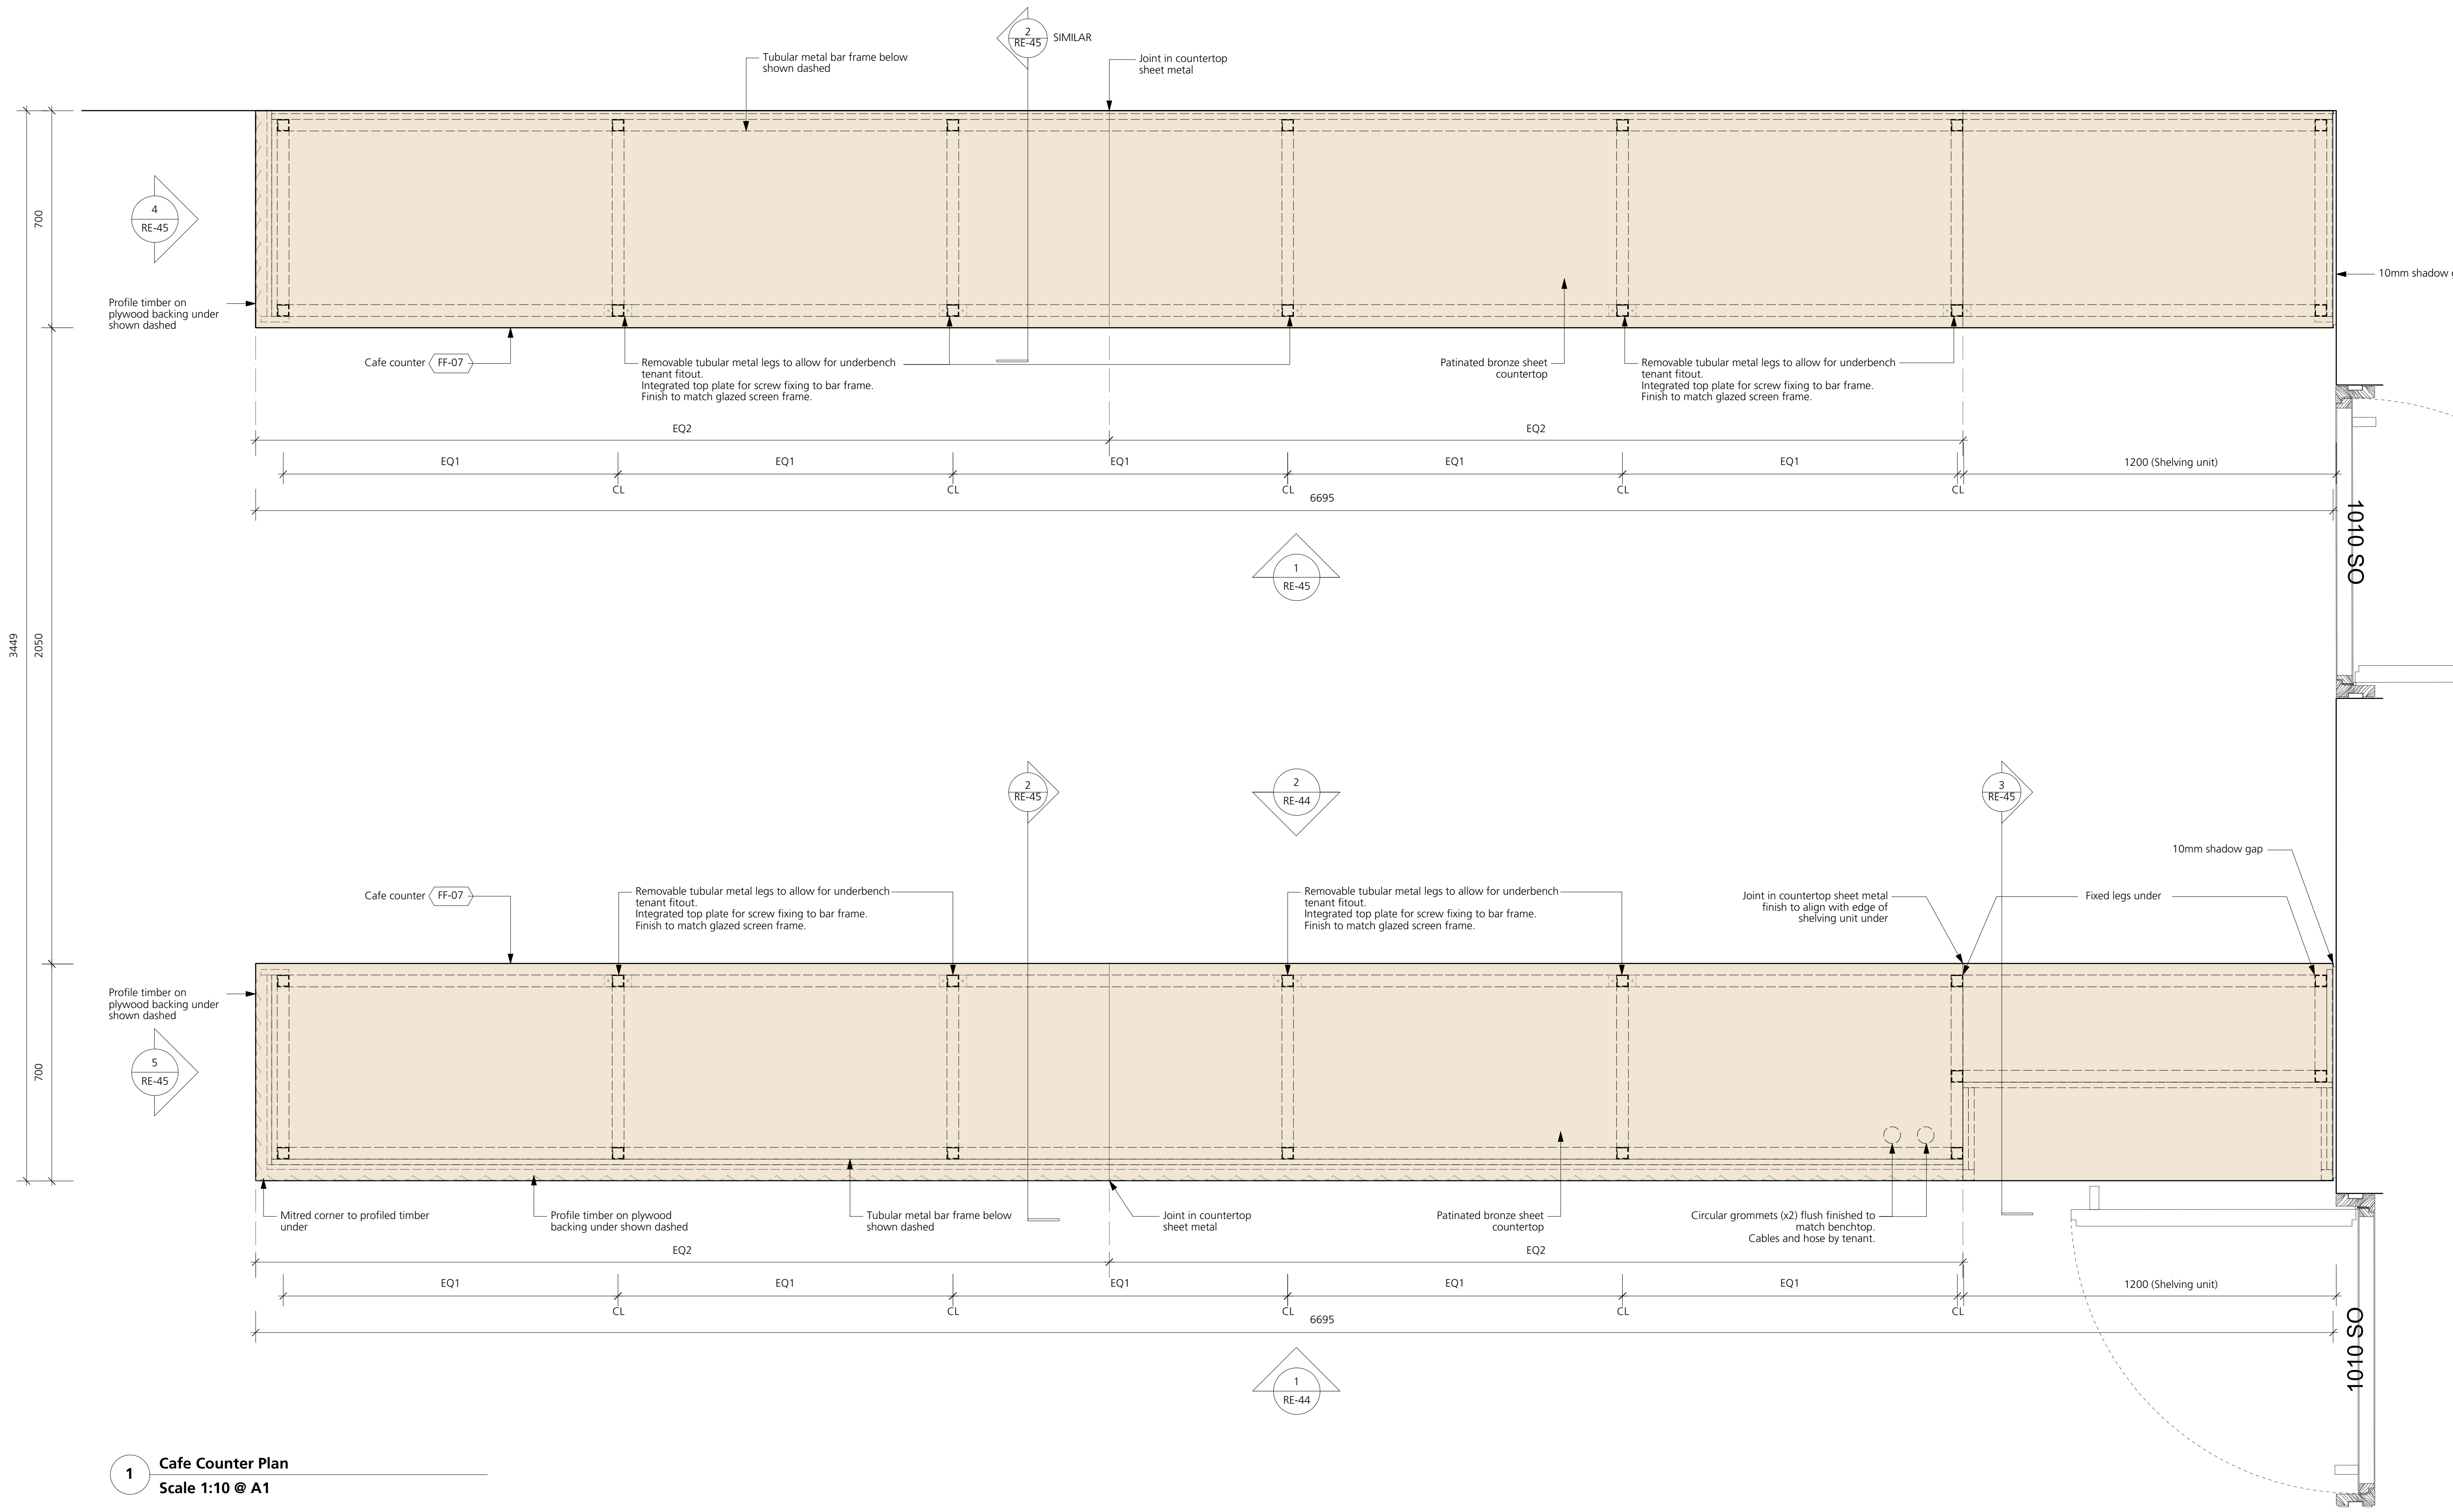 2
RE-45
SIMILAR
Tubular metal bar frame below
shown dashed
Joint in countertop
sheet metal
700
4
RE-45
10mm shadow
Profile timber on
plywood backing under
shown dashed
Cafe counter
FF-07
Removable tubular metal legs to allow for underbench
tenant fitout.
Integrated top plate for screw fixing to bar frame.
Finish to match glazed screen frame.
Patinated bronze sheet
countertop
Removable tubular metal legs to allow for underbench
tenant fitout.
Integrated top plate for screw fixing to bar frame.
Finish to match glazed screen frame.
EQ2
EQ2
EQ1
EQ1
EQ1
EQ1
EQ1
1200 (Shelving unit)
CL
CL
CL
CL
CL
6695
1010 SO
1
RE-45
3449
2050
2
RE-45
2
RE-44
3
RE-45
10mm shadow gap
Cafe counter
FF-07
Removable tubular metal legs to allow for underbench
tenant fitout.
Integrated top plate for screw fixing to bar frame.
Finish to match glazed screen frame.
Removable tubular metal legs to allow for underbench
tenant fitout.
Integrated top plate for screw fixing to bar frame.
Finish to match glazed screen frame.
Joint in countertop sheet metal
finish to align with edge of
shelving unit under
Fixed legs under
Profile timber on
plywood backing under
shown dashed
5
RE-45
700
Mitred corner to profiled timber
under
Profile timber on plywood
backing under shown dashed
Tubular metal bar frame below
shown dashed
Joint in countertop
sheet metal
Patinated bronze sheet
countertop
Circular grommets (x2) flush finished to
match benchtop.
Cables and hose by tenant.
EQ2
EQ2
EQ1
EQ1
EQ1
EQ1
EQ1
1200 (Shelving unit)
CL
CL
CL
CL
CL
6695
1010 SO
1
RE-44
1
Cafe Counter Plan
Scale 1:10 @ A1